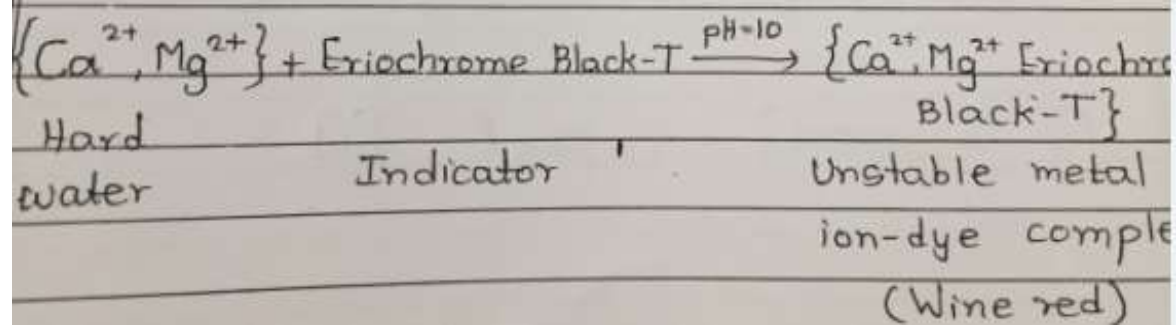 {Ca²⁺, Mg²⁺} + Eriochrome Black-T pH-10 → {Ca²⁺, Mg²⁺ Eriochro
Black-T}
Hard
water Indicator Unstable metal
ion-dye comple
(Wine red)